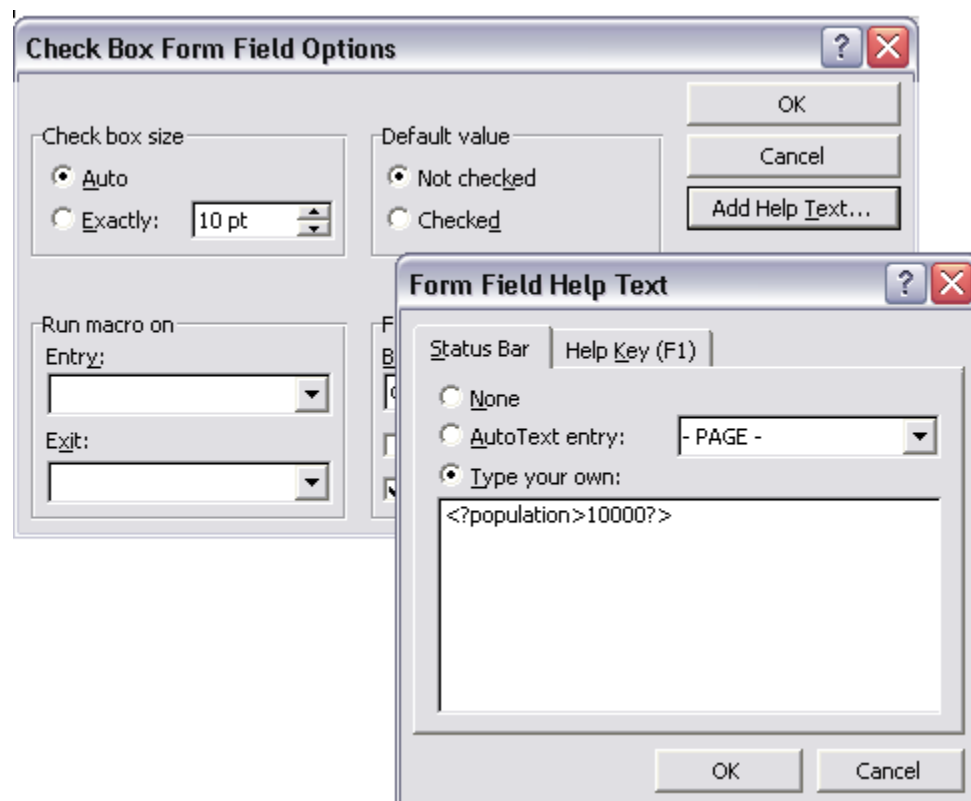 Check Box Form Field Options
Check box size
Auto
Exactly: 10 pt
Default value
Not checked
Checked
OK
Cancel
Add Help Text...
Run macro on
Entry:
Exit:
Form Field Help Text
Status Bar
Help Key (F1)
None
AutoText entry: - PAGE -
Type your own:
<?population>10000?>
OK
Cancel